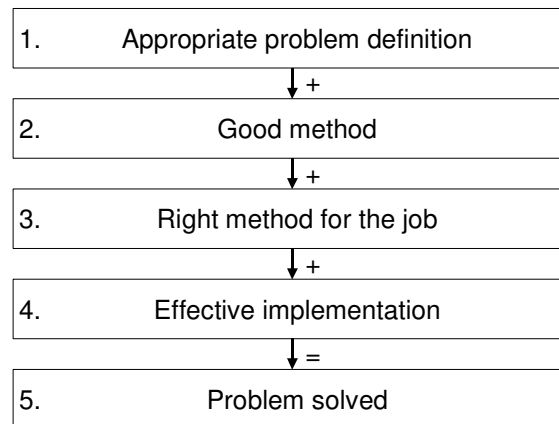 1. Appropriate problem definition
+
2. Good method
+
3. Right method for the job
+
4. Effective implementation
=
5. Problem solved